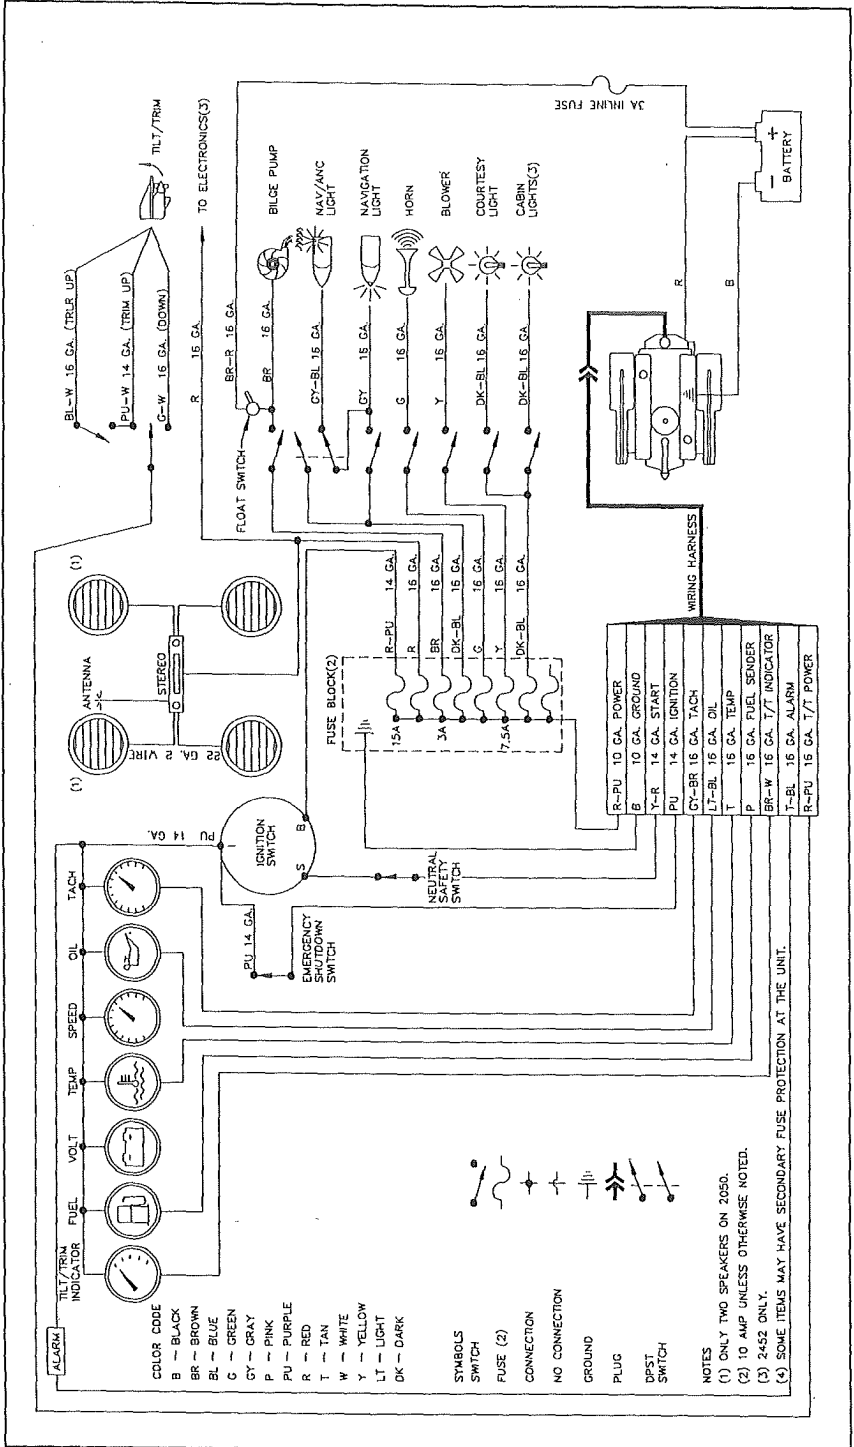 ALARM
TILT/TRIM
INDICATOR
FUEL
VOLT
TEMP
SPEED
OIL
TACH
PU 14 GA.
IGNITION
SWITCH
I
B
S
PU 14 GA.
EMERGENCY
SHUTDOWN
SWITCH
NEUTRAL
SAFETY
SWITCH
(1)
(1)
ANTENNA
STEREO
22 GA. 2 WIRE
BL-W 16 GA. (TRLR UP)
PU-W 14 GA. (TRIM UP)
G-W 16 GA. (DOWN)
TILT/TRIM
R 16 GA.
TO ELECTRONICS(3)
BR-R 16 GA.
FLOAT SWITCH
BR 16 GA.
BILGE PUMP
GY-BL 16 GA.
NAV/ANC
LIGHT
GY 16 GA.
NAVIGATION
LIGHT
G 16 GA.
HORN
Y 16 GA.
BLOWER
DK-BL 16 GA.
COURTESY
LIGHT
DK-BL 16 GA.
CABIN
LIGHTS(3)
3A INLINE FUSE
FUSE BLOCK(2)
15A
3A
7.5A
R-PU 14 GA.
R 16 GA.
BR 16 GA.
DK-BL 16 GA.
G 16 GA.
Y 16 GA.
DK-BL 16 GA.
R
B
+
-
BATTERY
WIRING HARNESS
R-PU 10 GA. POWER
B 10 GA. GROUND
Y-R 14 GA. START
PU 14 GA. IGNITION
GY-BR 16 GA. TACH
LT-BL 16 GA. OIL
T 16 GA. TEMP
P 16 GA. FUEL SENDER
BR-W 16 GA. T/T INDICATOR
T-BL 16 GA. ALARM
R-PU 16 GA. T/T POWER
COLOR CODE
B - BLACK
BR - BROWN
BL - BLUE
G - GREEN
GY - GRAY
P - PINK
PU - PURPLE
R - RED
T - TAN
W - WHITE
Y - YELLOW
LT - LIGHT
DK - DARK
SYMBOLS
SWITCH
FUSE (2)
CONNECTION
NO CONNECTION
GROUND
PLUG
DPST
SWITCH
NOTES
(1) ONLY TWO SPEAKERS ON 2050.
(2) 10 AMP UNLESS OTHERWISE NOTED.
(3) 2452 ONLY.
(4) SOME ITEMS MAY HAVE SECONDARY FUSE PROTECTION AT THE UNIT.